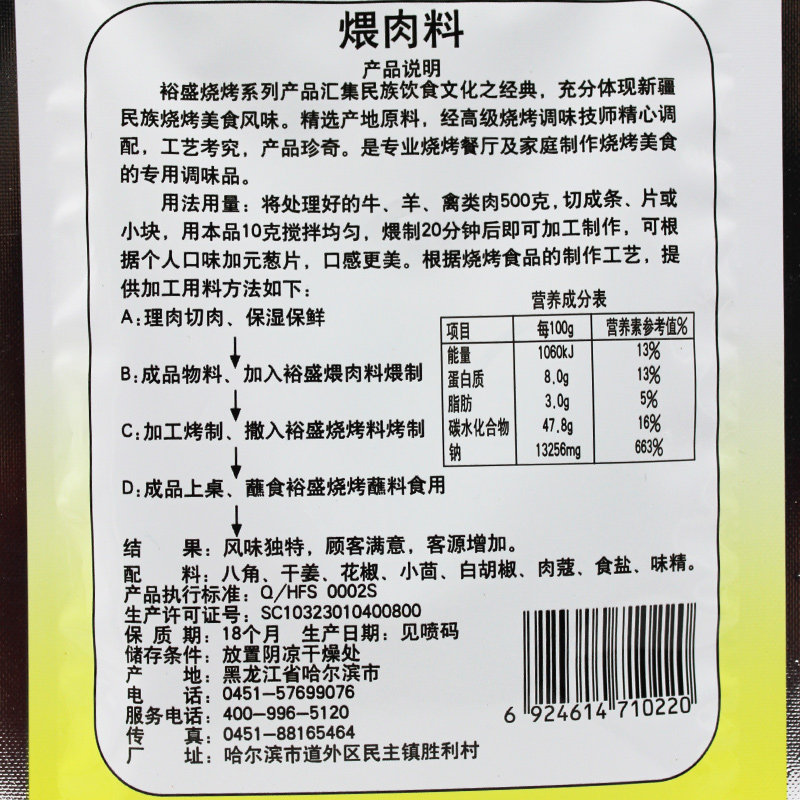 煨肉料
产品说明
裕盛烧烤系列产品汇集民族饮食文化之经典，充分体现新疆
民族烧烤美食风味。精选产地原料，经高级烧烤调味技师精心调
配，工艺考究，产品珍奇。是专业烧烤餐厅及家庭制作烧烤美食
的专用调味品。
用法用量：将处理好的牛、羊、禽类肉500克,切成条、片或
小块，用本品10克搅拌均匀，煨制20分钟后即可加工制作，可根
据个人口味加元葱片，口感更美。根据烧烤食品的制作工艺，提
供加工用料方法如下：
A:理肉切肉、保湿保鲜
B:成品物料、加入裕盛煨肉料煨制
C:加工烤制、撒入裕盛烧烤料烤制
D:成品上桌、蘸食裕盛烧烤蘸料食用
营养成分表
项目 每100g 营养素参考值%
能量 1060kJ 13%
蛋白质 8.0g 13%
脂肪 3.0g 5%
碳水化合物 47.8g 16%
钠 13256mg 663%
结 果：风味独特，顾客满意，客源增加。
配 料：八角、干姜、花椒、小茴、白胡椒、肉蔻、食盐、味精。
产品执行标准：Q/HFS 0002S
生产许可证号：SC10323010400800
保 质 期：18个月 生产日期：见喷码
储存条件：放置阴凉干燥处
产 地：黑龙江省哈尔滨市
电 话：0451-57699076
服务电话：400-996-5120
传 真：0451-88165464
厂 址：哈尔滨市道外区民主镇胜利村
6 924614 710220